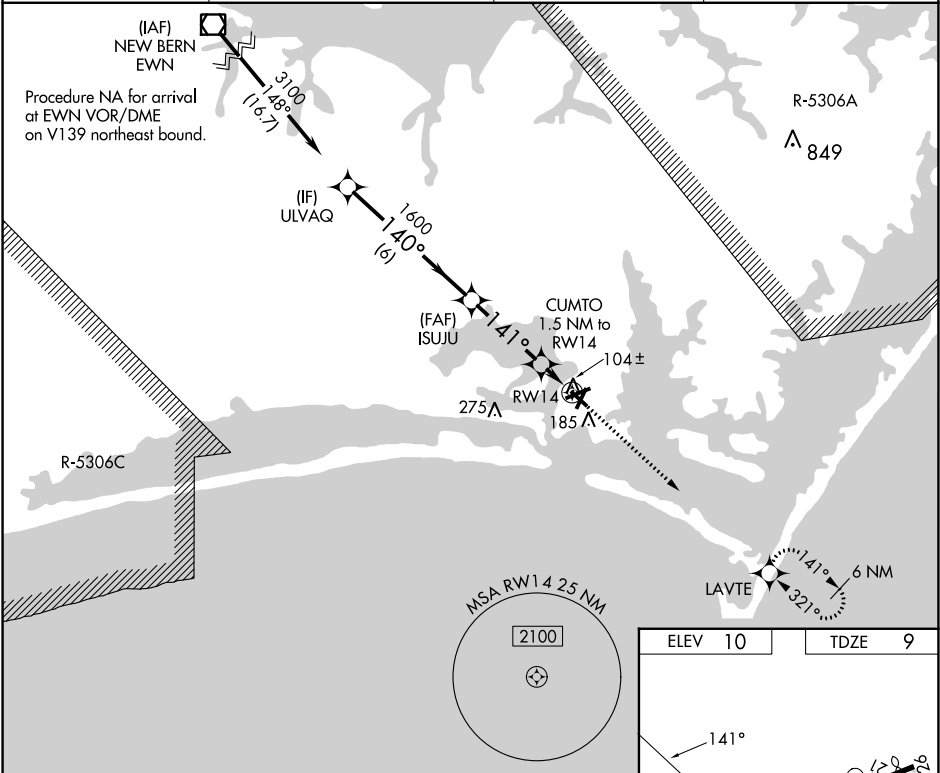 (IAF)
NEW BERN
EWN
Procedure NA for arrival
at EWN VOR/DME
on V139 northeast bound.
3100
148°
(16.7)
R-5306A
849
(IF)
ULVAQ
1600
140°
(6)
(FAF)
ISUJU
141°
CUMTO
1.5 NM to
RW14
104±
RW14
275
185
R-5306C
LAVTE
141°
321°
6 NM
MSA RW14 25 NM
2100
ELEV 10
TDZE 9
141°
26